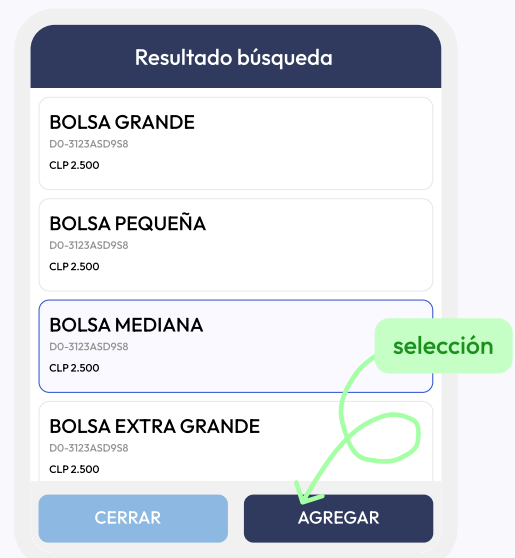 Resultado búsqueda
BOLSA GRANDE
D0-3123ASD9S8
CLP 2.500
BOLSA PEQUEÑA
D0-3123ASD9S8
CLP 2.500
BOLSA MEDIANA
D0-3123ASD9S8
CLP 2.500
selección
BOLSA EXTRA GRANDE
D0-3123ASD9S8
CLP 2.500
CERRAR
AGREGAR